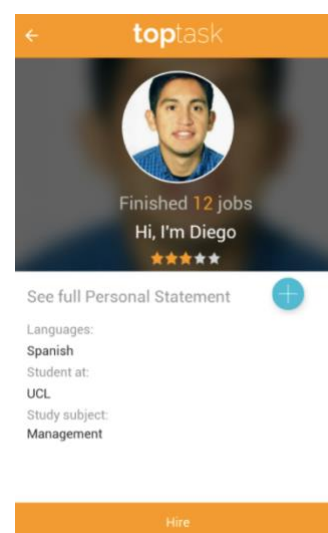 toptask
Finished 12 jobs
Hi, I'm Diego
See full Personal Statement
Languages:
Spanish
Student at:
UCL
Study subject:
Management
Hire